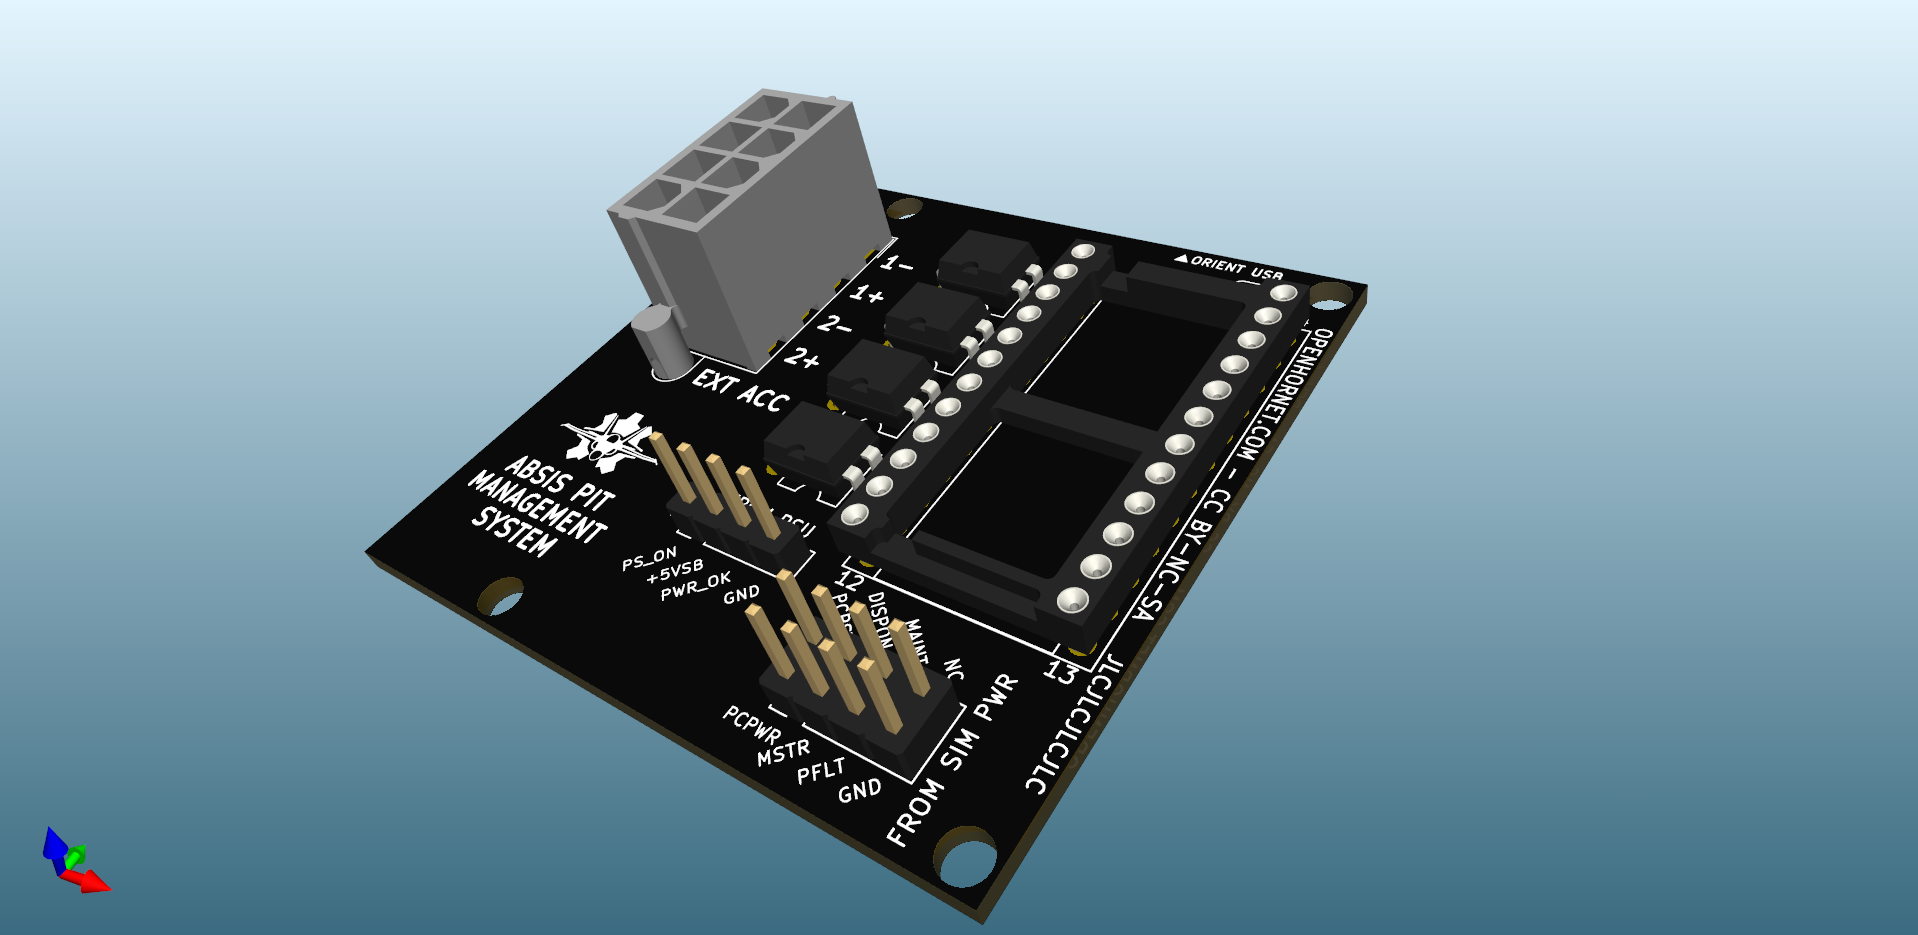 1-
1+
2-
2+
EXT ACC
ORIENT USB
ABSIS PIT
MANAGEMENT
SYSTEM
PS_ON
+5VSB
PWR_OK
GND
12
DISPON
MAINT
NC
13
PCPWR
MSTR
PFLT
GND
FROM SIM PWR
OPENHORNET.COM - CC BY-NC-SA
JLCJLCJLCJLC